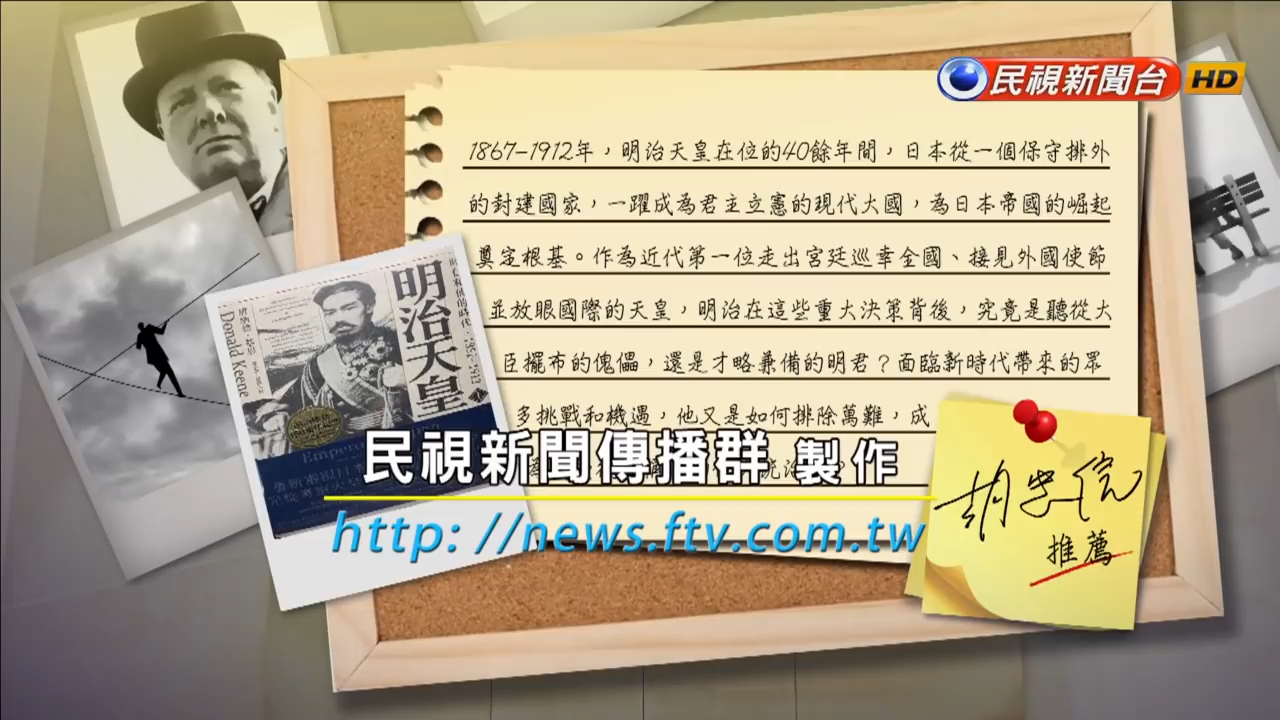 民視新聞台 HD
1867-1912年，明治天皇在位的40餘年間，日本從一個保守排外
的封建國家，一躍成為君主立憲的現代大國，為日本帝國的崛起
奠定根基。作為近代第一位走出宮廷巡幸全國、接見外國使節
並放眼國際的天皇，明治在這些重大決策背後，究竟是聽從大
臣擺布的傀儡，還是才略兼備的明君？面臨新時代帶來的眾
多挑戰和機遇，他又是如何排除萬難，成
明治天皇
1852-1912
Donald Keene
Emperor
民視新聞傳播群 製作
http: //news.ftv.com.tw
胡忠信
推薦